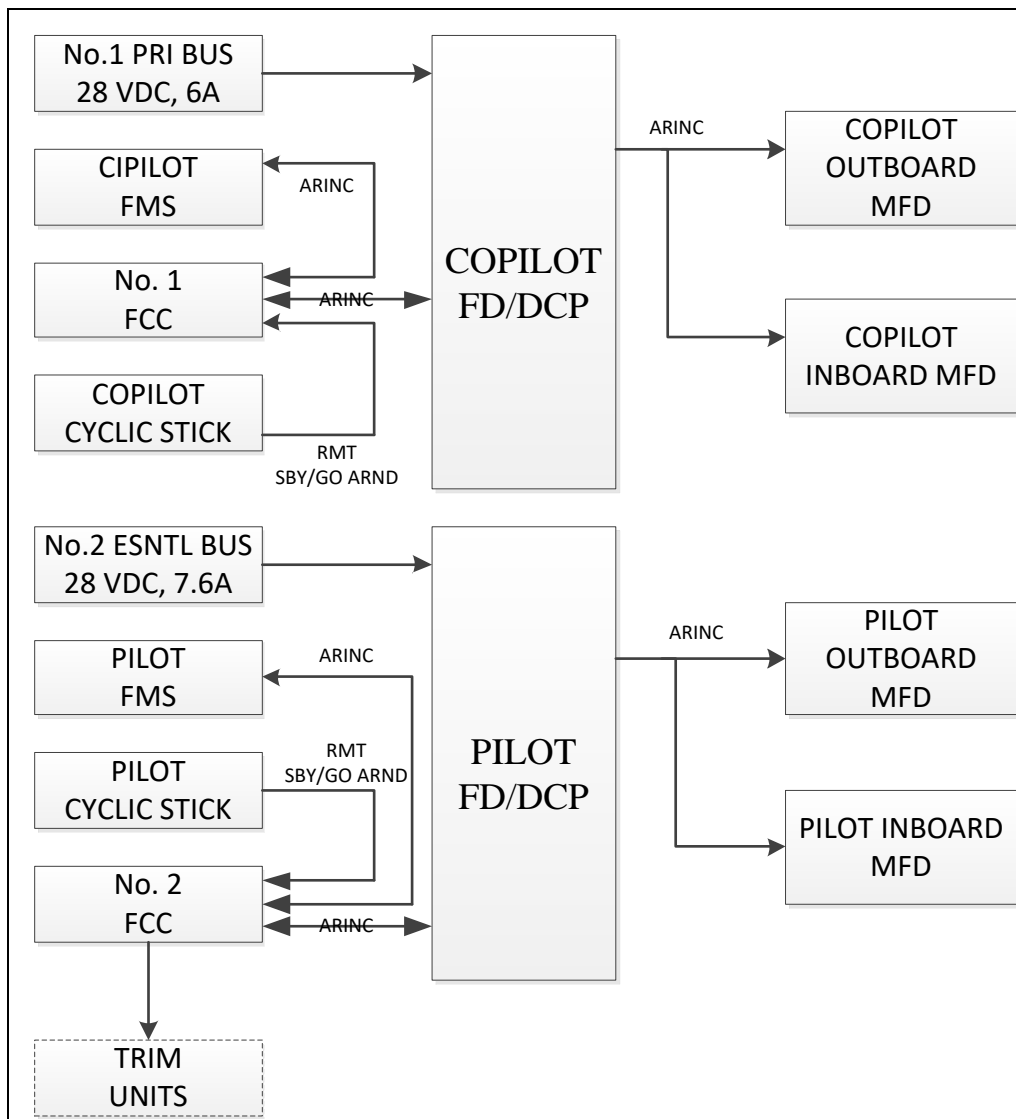 No.1 PRI BUS
28 VDC, 6A
CIPILOT
FMS
ARINC
No. 1
FCC
ARINC
COPILOT
CYCLIC STICK
RMT
SBY/GO ARND
COPILOT
FD/DCP
ARINC
COPILOT
OUTBOARD
MFD
COPILOT
INBOARD MFD
No.2 ESNTL BUS
28 VDC, 7.6A
PILOT
FMS
ARINC
PILOT
CYCLIC STICK
RMT
SBY/GO ARND
No. 2
FCC
ARINC
TRIM
UNITS
PILOT
FD/DCP
ARINC
PILOT
OUTBOARD
MFD
PILOT INBOARD
MFD